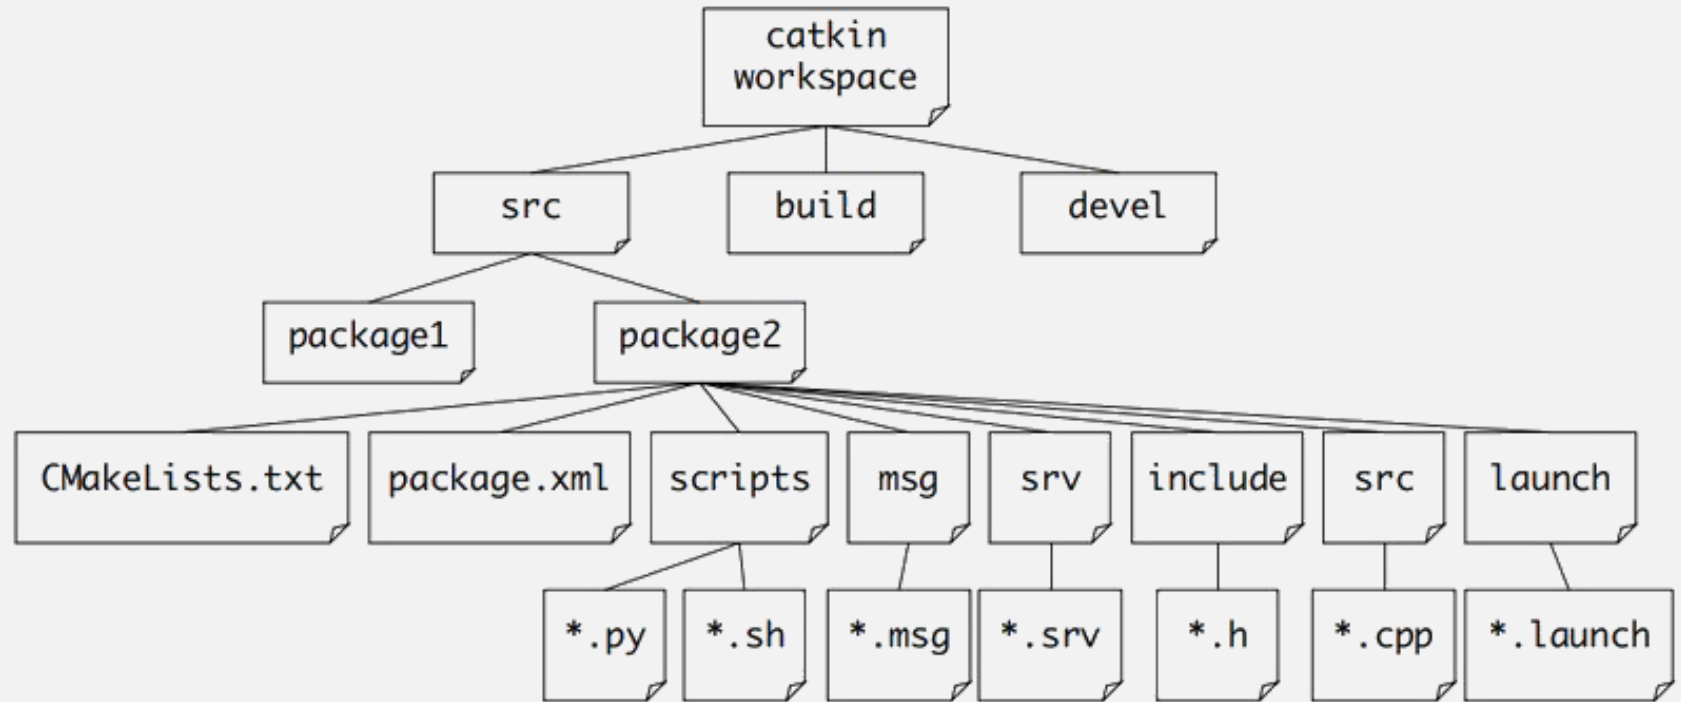 catkin
workspace
src
build
devel
package1
package2
CMakeLists.txt
package.xml
scripts
msg
srv
include
src
launch
*.py
*.sh
*.msg
*.srv
*.h
*.cpp
*.launch